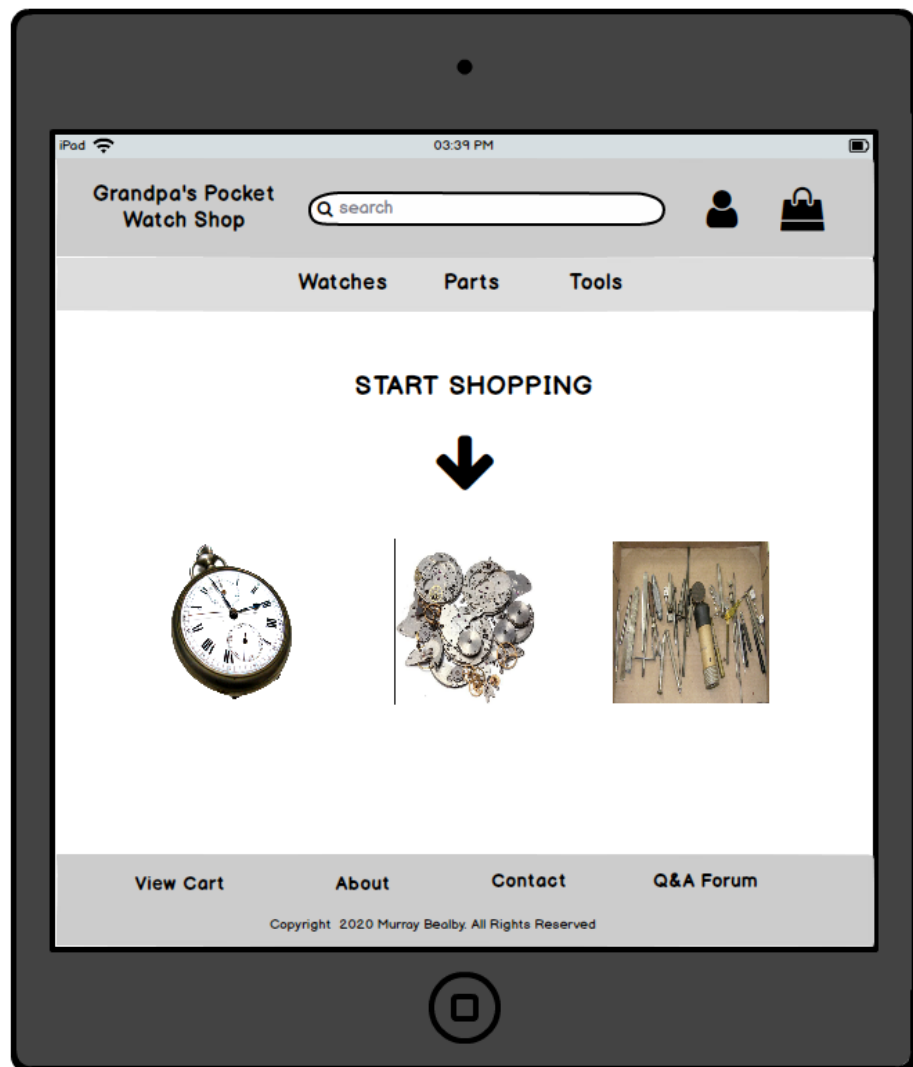 iPad 03:39 PM
Grandpa's Pocket
Watch Shop
search
Watches Parts Tools
START SHOPPING
View Cart About Contact Q&A Forum
Copyright 2020 Murray Bealby. All Rights Reserved